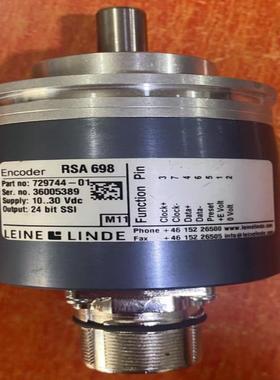 Encoder RSA 698
Part no: 729744-01
Ser. no: 36005389
Supply: 10..30 Vdc
Output: 24 bit SSI
M11
LEINE LINDE
Function Pin
Clock+ 3
Clock- 7
Data+ 4
Data- 6
Preset 5
+E Volt 1
0 Volt 2
Phone + 46 152 26500
Fax + 46 152 26505